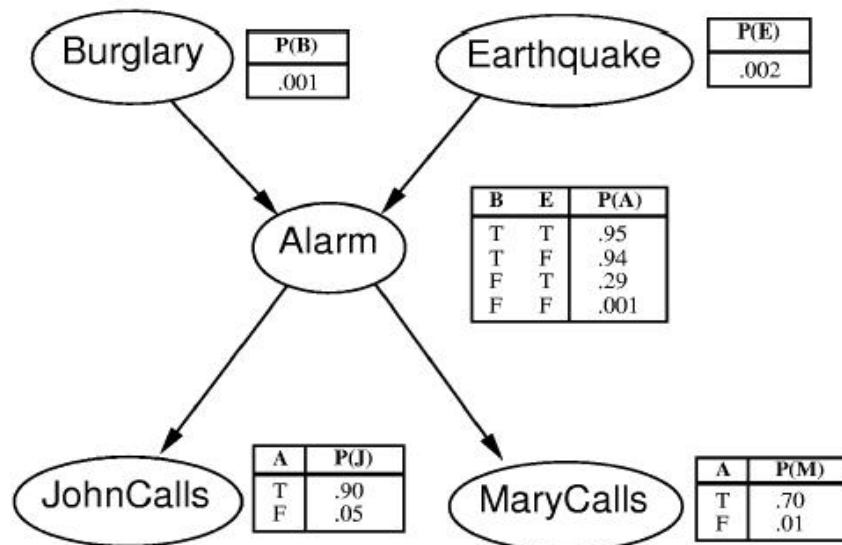 Burglary
P(B)
.001
Earthquake
P(E)
.002
Alarm
B E P(A)
T T .95
T F .94
F T .29
F F .001
JohnCalls
A P(J)
T .90
F .05
MaryCalls
A P(M)
T .70
F .01